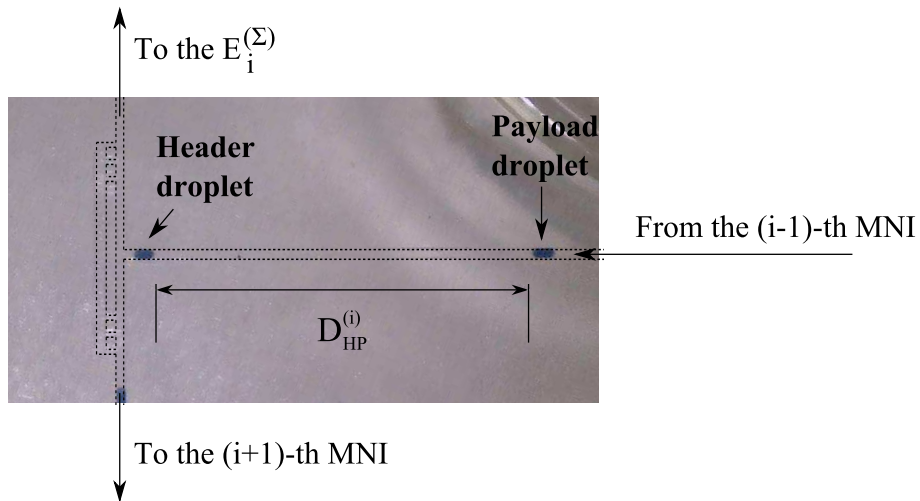 To the E_i^(Σ)
Header
droplet
Payload
droplet
From the (i-1)-th MNI
D_HP^(i)
To the (i+1)-th MNI